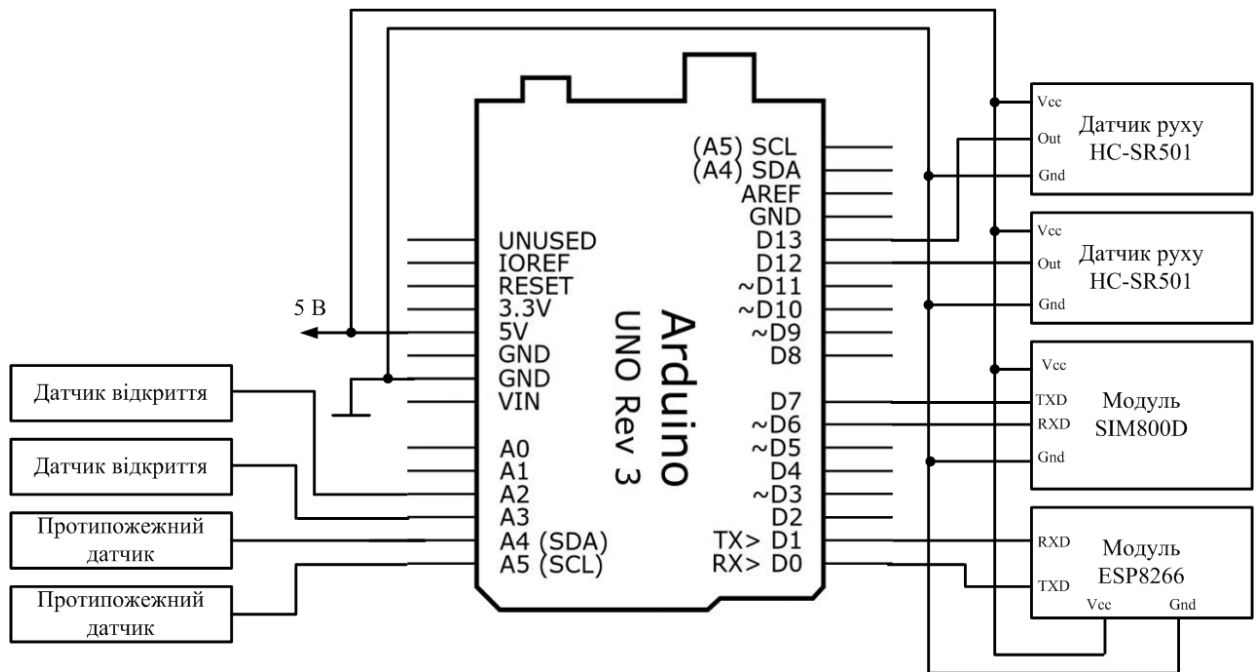 5 В
Датчик відкриття
Датчик відкриття
Протипожежний
датчик
Протипожежний
датчик
UNUSED
IOREF
RESET
3.3V
5V
GND
GND
VIN
A0
A1
A2
A3
A4 (SDA)
A5 (SCL)
Arduino
UNO Rev 3
(A5) SCL
(A4) SDA
AREF
GND
D13
D12
~D11
~D10
~D9
D8
D7
~D6
~D5
D4
~D3
D2
TX> D1
RX> D0
Vcc
Out
Gnd
Датчик руху
HC-SR501
Vcc
Out
Gnd
Датчик руху
HC-SR501
Vcc
TXD
RXD
Gnd
Модуль
SIM800D
RXD
TXD
Модуль
ESP8266
Vcc
Gnd